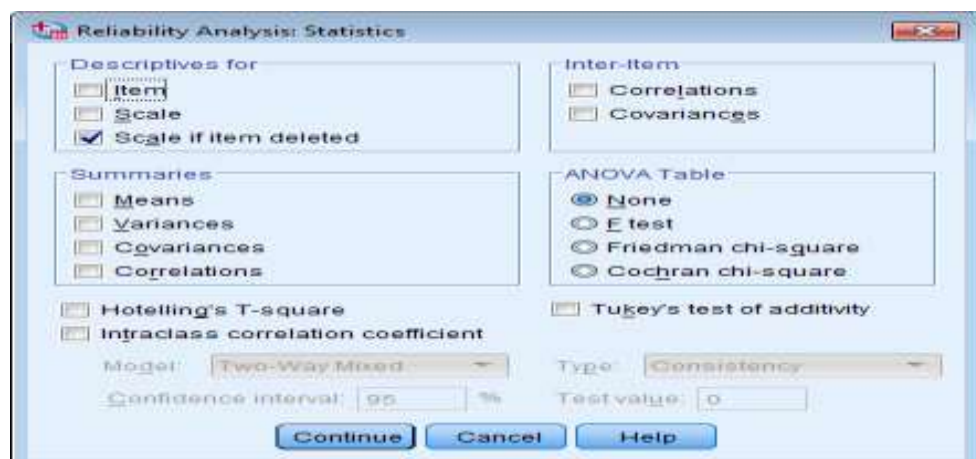 Reliability Analysis: Statistics
Descriptives for
Item
Scale
Scale if item deleted
Inter-Item
Correlations
Covariances
Summaries
Means
Variances
Covariances
Correlations
ANOVA Table
None
F test
Friedman chi-square
Cochran chi-square
Hotelling's T-square
Tukey's test of additivity
Intraclass correlation coefficient
Model: Two-Way Mixed Type: Consistency
Confidence interval: 95 % Test value: 0
Continue Cancel Help